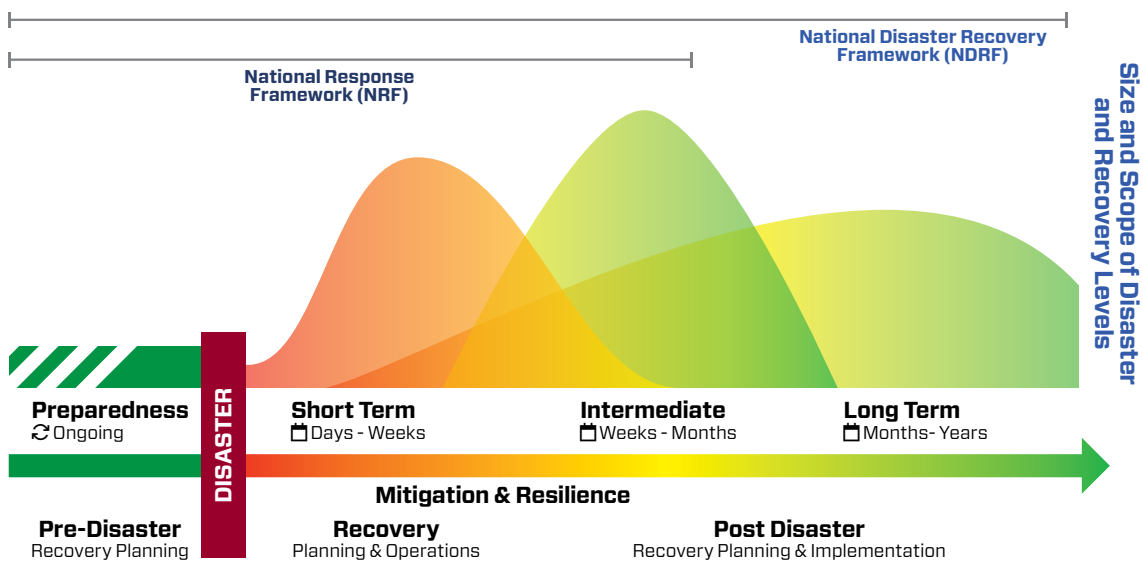 National Disaster Recovery
Framework (NDRF)
National Response
Framework (NRF)
Size and Scope of Disaster
and Recovery Levels
DISASTER
Preparedness
Ongoing
Short Term
Days - Weeks
Intermediate
Weeks - Months
Long Term
Months- Years
Mitigation & Resilience
Pre-Disaster
Recovery Planning
Recovery
Planning & Operations
Post Disaster
Recovery Planning & Implementation